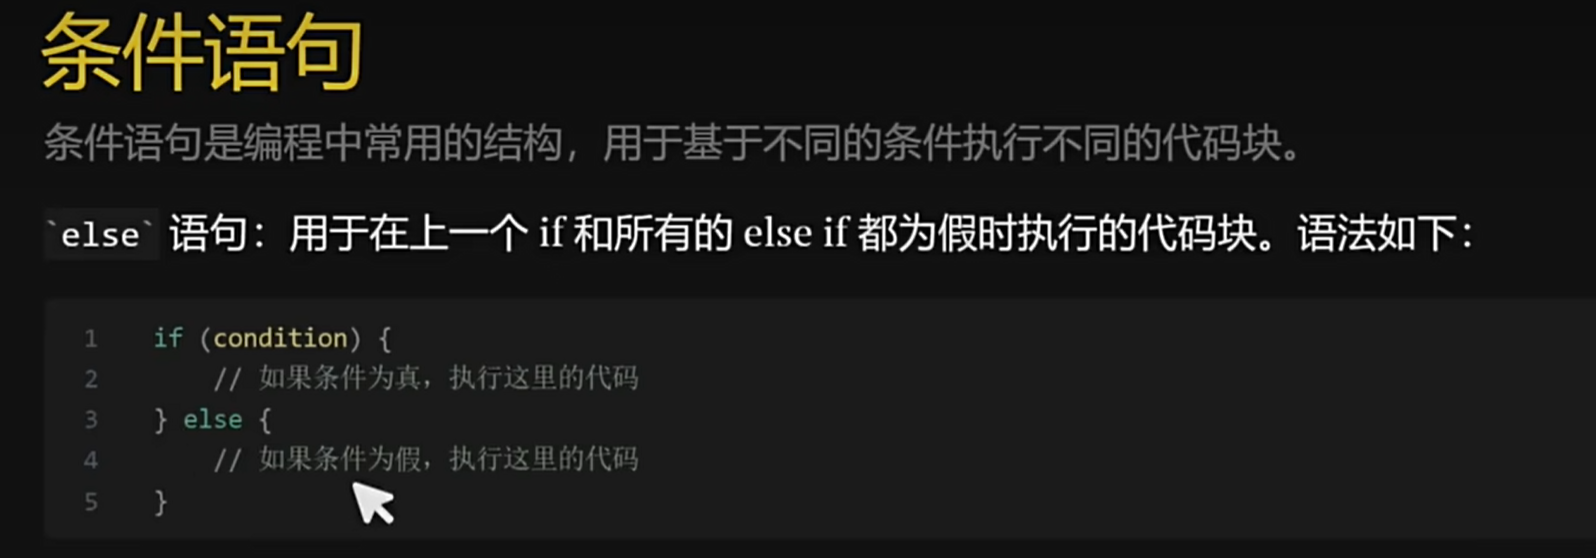 条件语句
条件语句是编程中常用的结构，用于基于不同的条件执行不同的代码块。
`else` 语句：用于在上一个 if 和所有的 else if 都为假时执行的代码块。语法如下：
1 if (condition) {
2 // 如果条件为真，执行这里的代码
3 } else {
4 // 如果条件为假，执行这里的代码
5 }